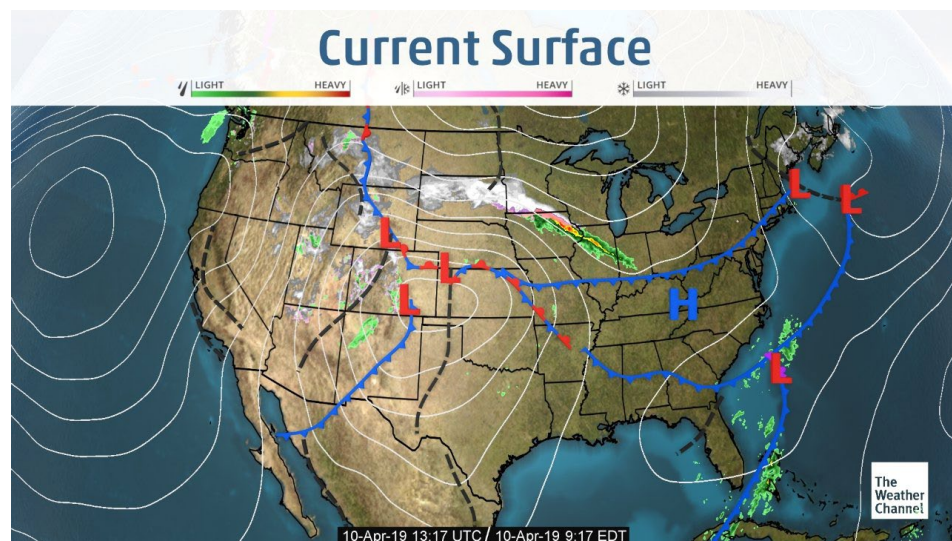 Current Surface
LIGHT HEAVY LIGHT HEAVY LIGHT HEAVY
L L
L
L
L
H
L
The
Weather
Channel
10-Apr-19 13:17 UTC / 10-Apr-19 9:17 EDT